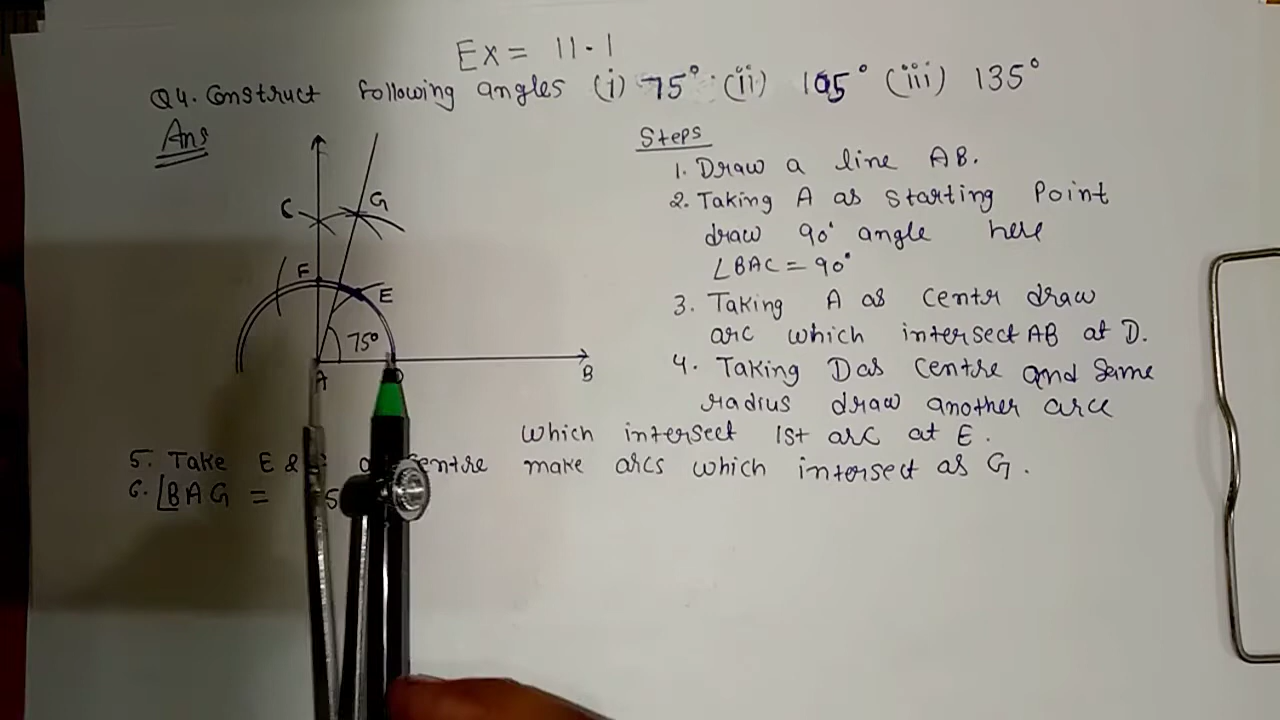 Ex = 11.1
Q4. Construct following angles (i) 75° (ii) 105° (iii) 135°
Ans
C
G
F
E
75°
A
D
B
Steps
1. Draw a line AB.
2. Taking A as starting Point
draw 90° angle here
∠BAC = 90°
3. Taking A as centr draw
arc which intersect AB at D.
4. Taking D as Centre and Same
radius draw another arce
which intersect 1st arc at E.
5. Take E & centre make arcs which intersect as G.
6. ∠BAG =